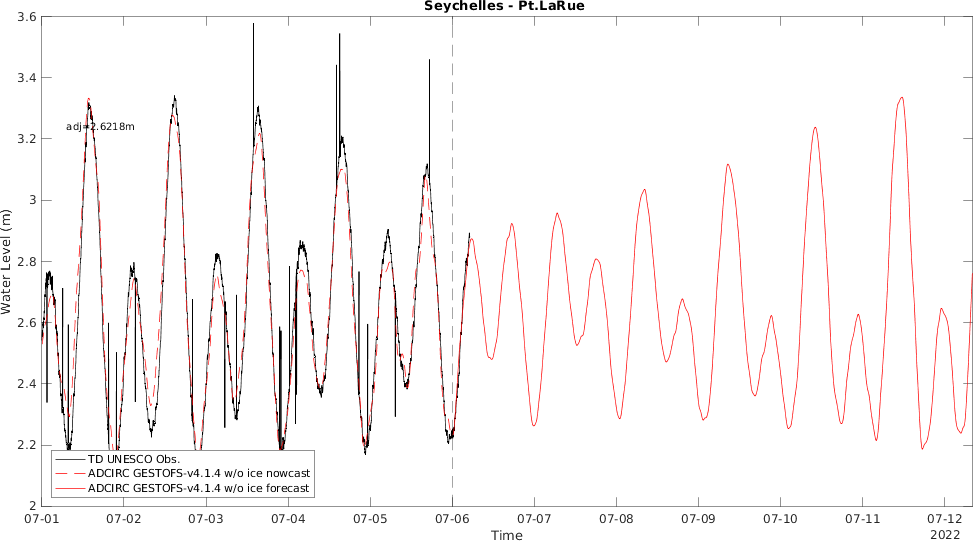 Seychelles - Pt.LaRue
3.6
3.4
3.2
3
2.8
2.6
2.4
2.2
2
Water Level (m)
adj=2.6218m
TD UNESCO Obs.
ADCIRC GESTOFS-v4.1.4 w/o ice nowcast
ADCIRC GESTOFS-v4.1.4 w/o ice forecast
07-01 07-02 07-03 07-04 07-05 07-06 07-07 07-08 07-09 07-10 07-11 07-12
2022
Time